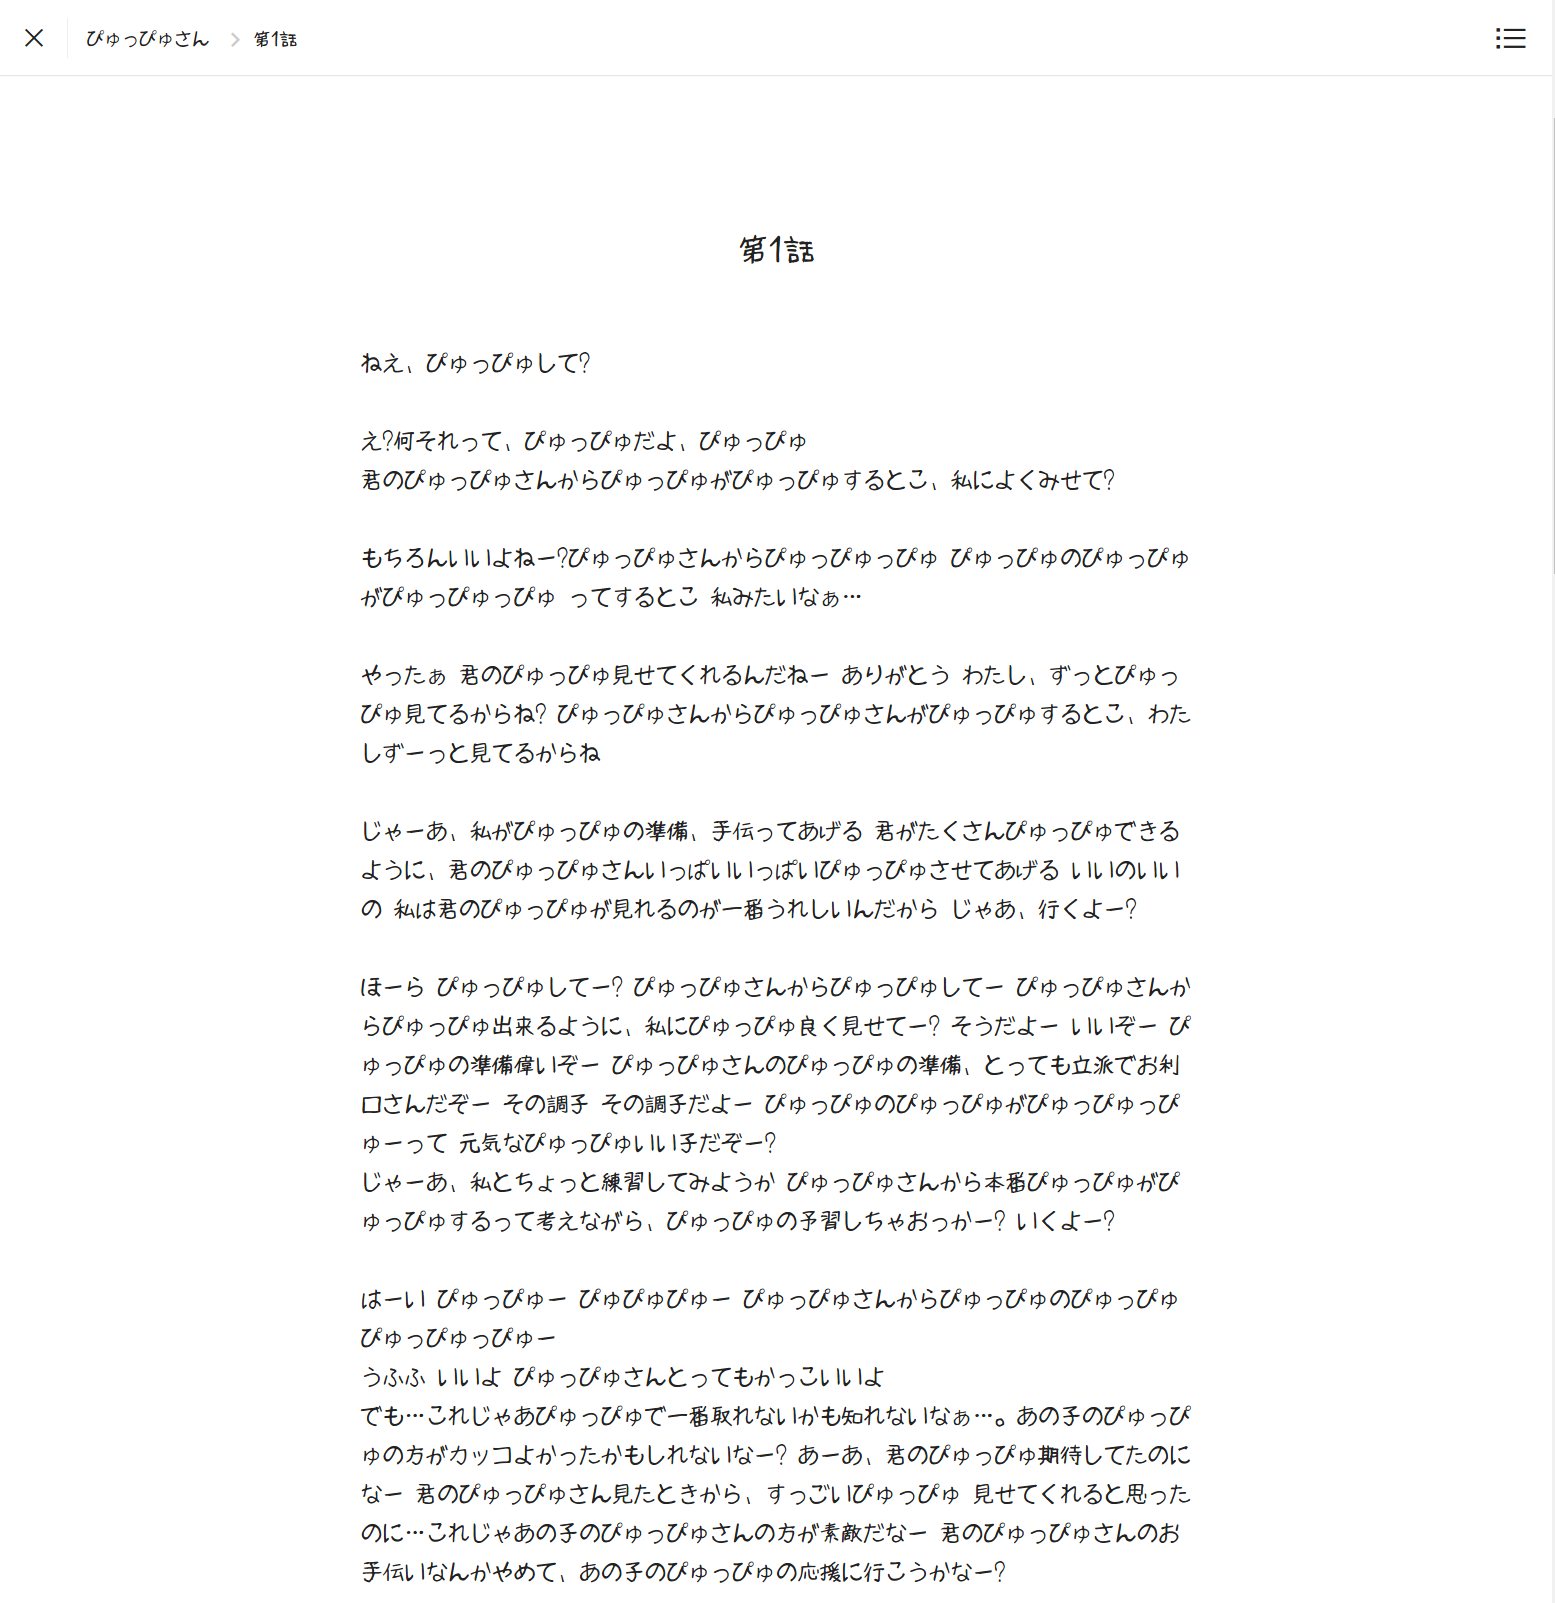 ぴゅっぴゅさん > 第1話
第1話
ねえ、ぴゅっぴゅして?
え?何それって、ぴゅっぴゅだよ、ぴゅっぴゅ
君のぴゅっぴゅさんからぴゅっぴゅがぴゅっぴゅするとこ、私によくみせて?
もちろんいいよねー?ぴゅっぴゅさんからぴゅっぴゅっぴゅ ぴゅっぴゅのぴゅっぴゅ
がぴゅっぴゅっぴゅ ってするとこ 私みたいなぁ…
やったぁ 君のぴゅっぴゅ見せてくれるんだねー ありがとう わたし、ずっとぴゅっ
ぴゅ見てるからね? ぴゅっぴゅさんからぴゅっぴゅさんがぴゅっぴゅするとこ、わた
しずーっと見てるからね
じゃーあ、私がぴゅっぴゅの準備、手伝ってあげる 君がたくさんぴゅっぴゅできる
ように、君のぴゅっぴゅさんいっぱいいっぱいぴゅっぴゅさせてあげる いいのいい
の 私は君のぴゅっぴゅが見れるのが一番うれしいんだから じゃあ、行くよー?
ほーら ぴゅっぴゅしてー? ぴゅっぴゅさんからぴゅっぴゅしてー ぴゅっぴゅさんか
らぴゅっぴゅ出来るように、私にぴゅっぴゅ良く見せてー? そうだよー いいぞー ぴ
ゅっぴゅの準備偉いぞー ぴゅっぴゅさんのぴゅっぴゅの準備、とっても立派でお利
口さんだぞー その調子 その調子だよー ぴゅっぴゅのぴゅっぴゅがぴゅっぴゅっぴ
ゅーって 元気なぴゅっぴゅいい子だぞー?
じゃーあ、私とちょっと練習してみようか ぴゅっぴゅさんから本番ぴゅっぴゅがぴ
ゅっぴゅするって考えながら、ぴゅっぴゅの予習しちゃおっかー? いくよー?
はーい ぴゅっぴゅー ぴゅぴゅぴゅー ぴゅっぴゅさんからぴゅっぴゅのぴゅっぴゅ
ぴゅっぴゅっぴゅー
うふふ いいよ ぴゅっぴゅさんとってもかっこいいよ
でも…これじゃあぴゅっぴゅで一番取れないかも知れないなぁ…。あの子のぴゅっぴ
ゅの方がカッコよかったかもしれないなー? あーあ、君のぴゅっぴゅ期待してたのに
なー 君のぴゅっぴゅさん見たときから、すっごいぴゅっぴゅ 見せてくれると思った
のに…これじゃあの子のぴゅっぴゅさんの方が素敵だなー 君のぴゅっぴゅさんのお
手伝いなんかやめて、あの子のぴゅっぴゅの応援に行こうかなー?